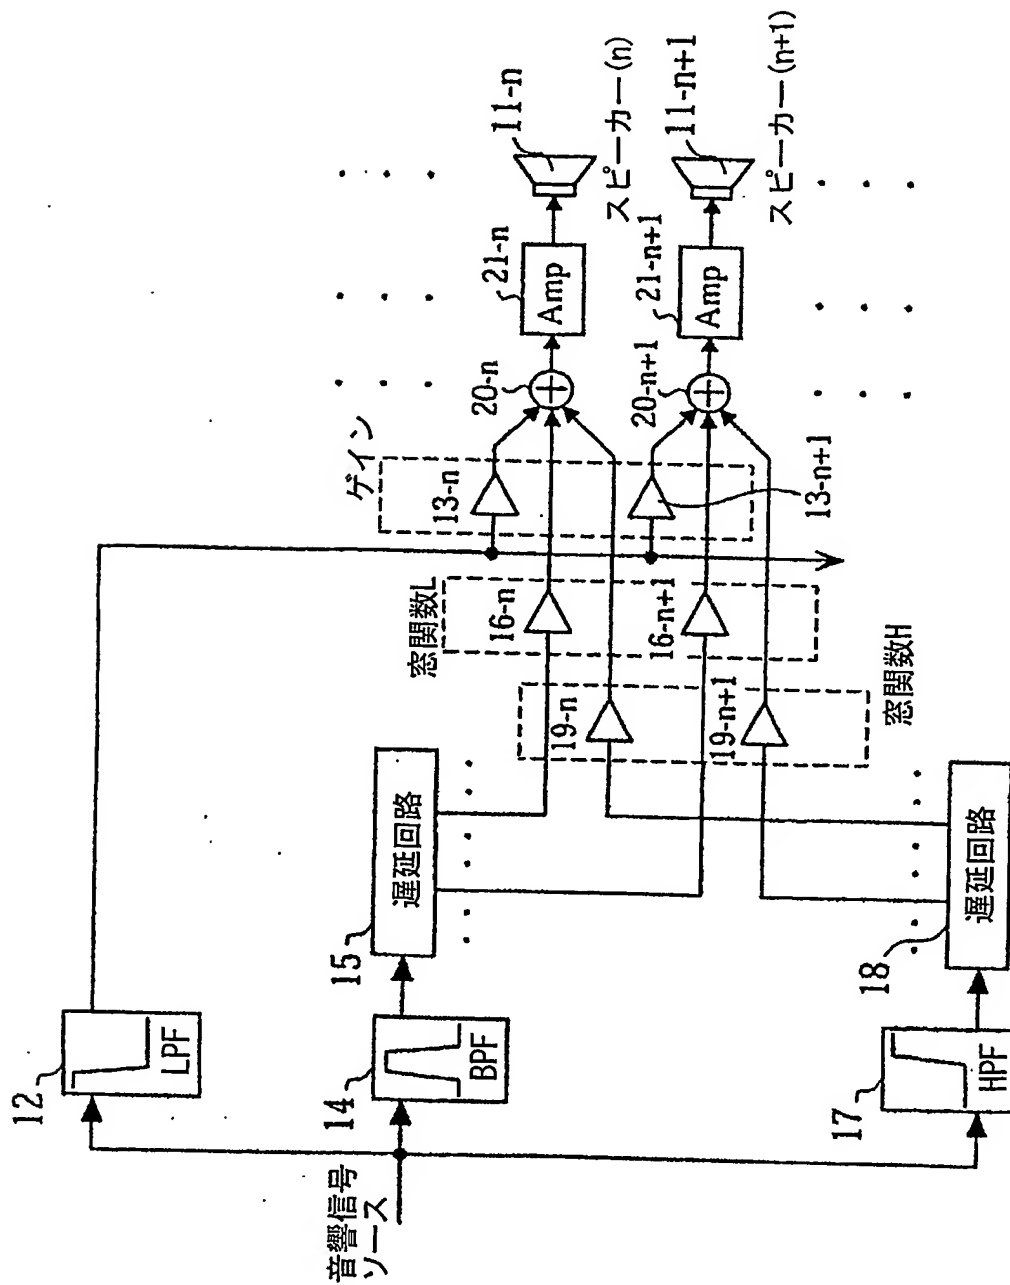 音響信号
ソース
12
LPF
14
BPF
17
HPF
15
遅延回路
18
遅延回路
窓関数H
19-n
19-n+1
窓関数L
16-n
16-n+1
ゲイン
13-n
13-n+1
20-n
20-n+1
21-n
Amp
21-n+1
Amp
11-n
スピーカー(n)
11-n+1
スピーカー(n+1)